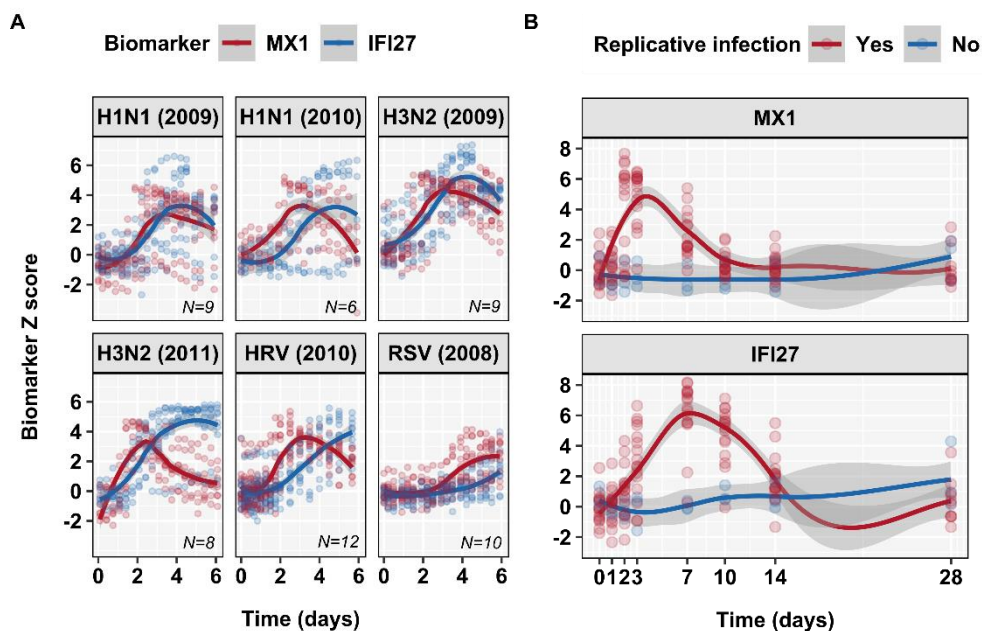 A
Biomarker MX1 IFI27
H1N1 (2009) H1N1 (2010) H3N2 (2009)
6
4
2
0
-2
N=9 N=6 N=9
H3N2 (2011) HRV (2010) RSV (2008)
6
4
2
0
-2
N=8 N=12 N=10
0 2 4 6 0 2 4 6 0 2 4 6
Time (days)
Biomarker Z score
B
Replicative infection Yes No
MX1
8
6
4
2
0
-2
IFI27
8
6
4
2
0
-2
0 1 2 3 7 10 14 28
Time (days)